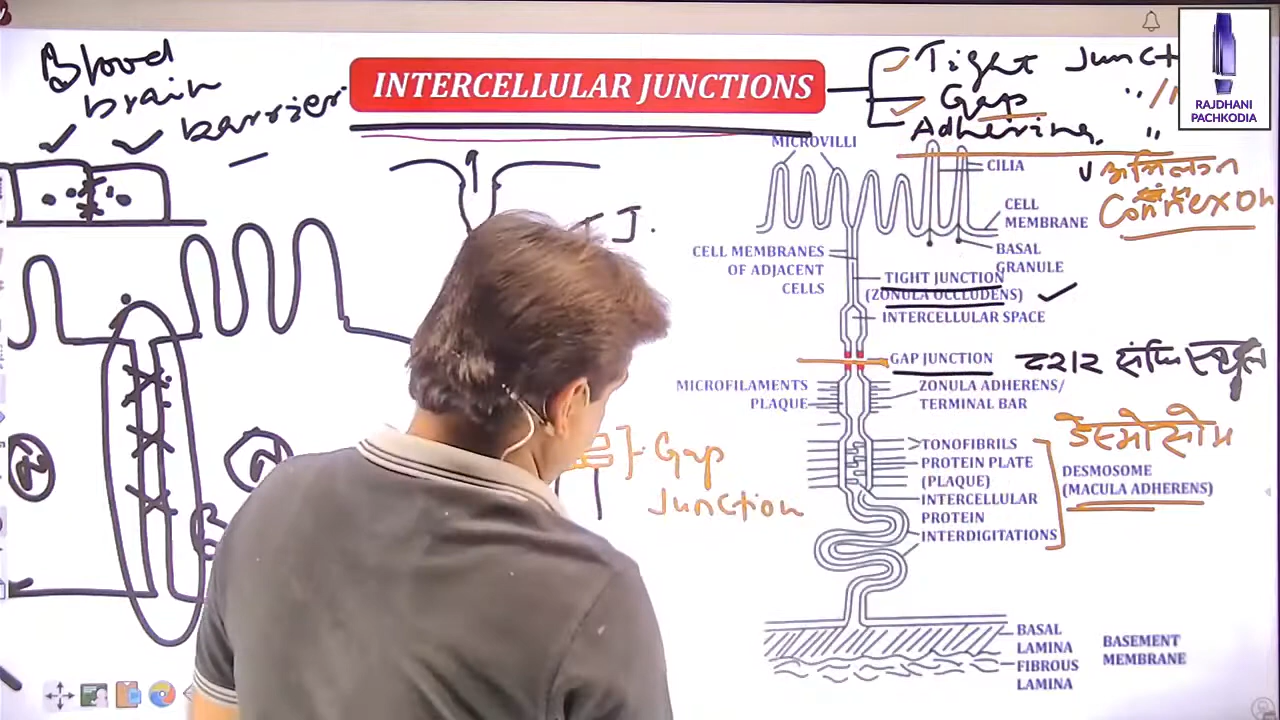 Blood
brain
barrier
INTERCELLULAR JUNCTIONS
Tight Junct
Gap "
Adhering "
RAJDHANI
PACHKODIA
MICROVILLI
CILIA
Connexon
CELL
MEMBRANE
T J.
CELL MEMBRANES
OF ADJACENT
CELLS
BASAL
GRANULE
TIGHT JUNCTION
(ZONULA OCCLUDENS)
INTERCELLULAR SPACE
GAP JUNCTION
दरार संधि स्थल
MICROFILAMENTS
PLAQUE
ZONULA ADHERENS/
TERMINAL BAR
डेस्मोसोम
N
N
Gap
Junction
TONOFIBRILS
PROTEIN PLATE
(PLAQUE)
INTERCELLULAR
PROTEIN
INTERDIGITATIONS
DESMOSOME
(MACULA ADHERENS)
BASAL
LAMINA
FIBROUS
LAMINA
BASEMENT
MEMBRANE